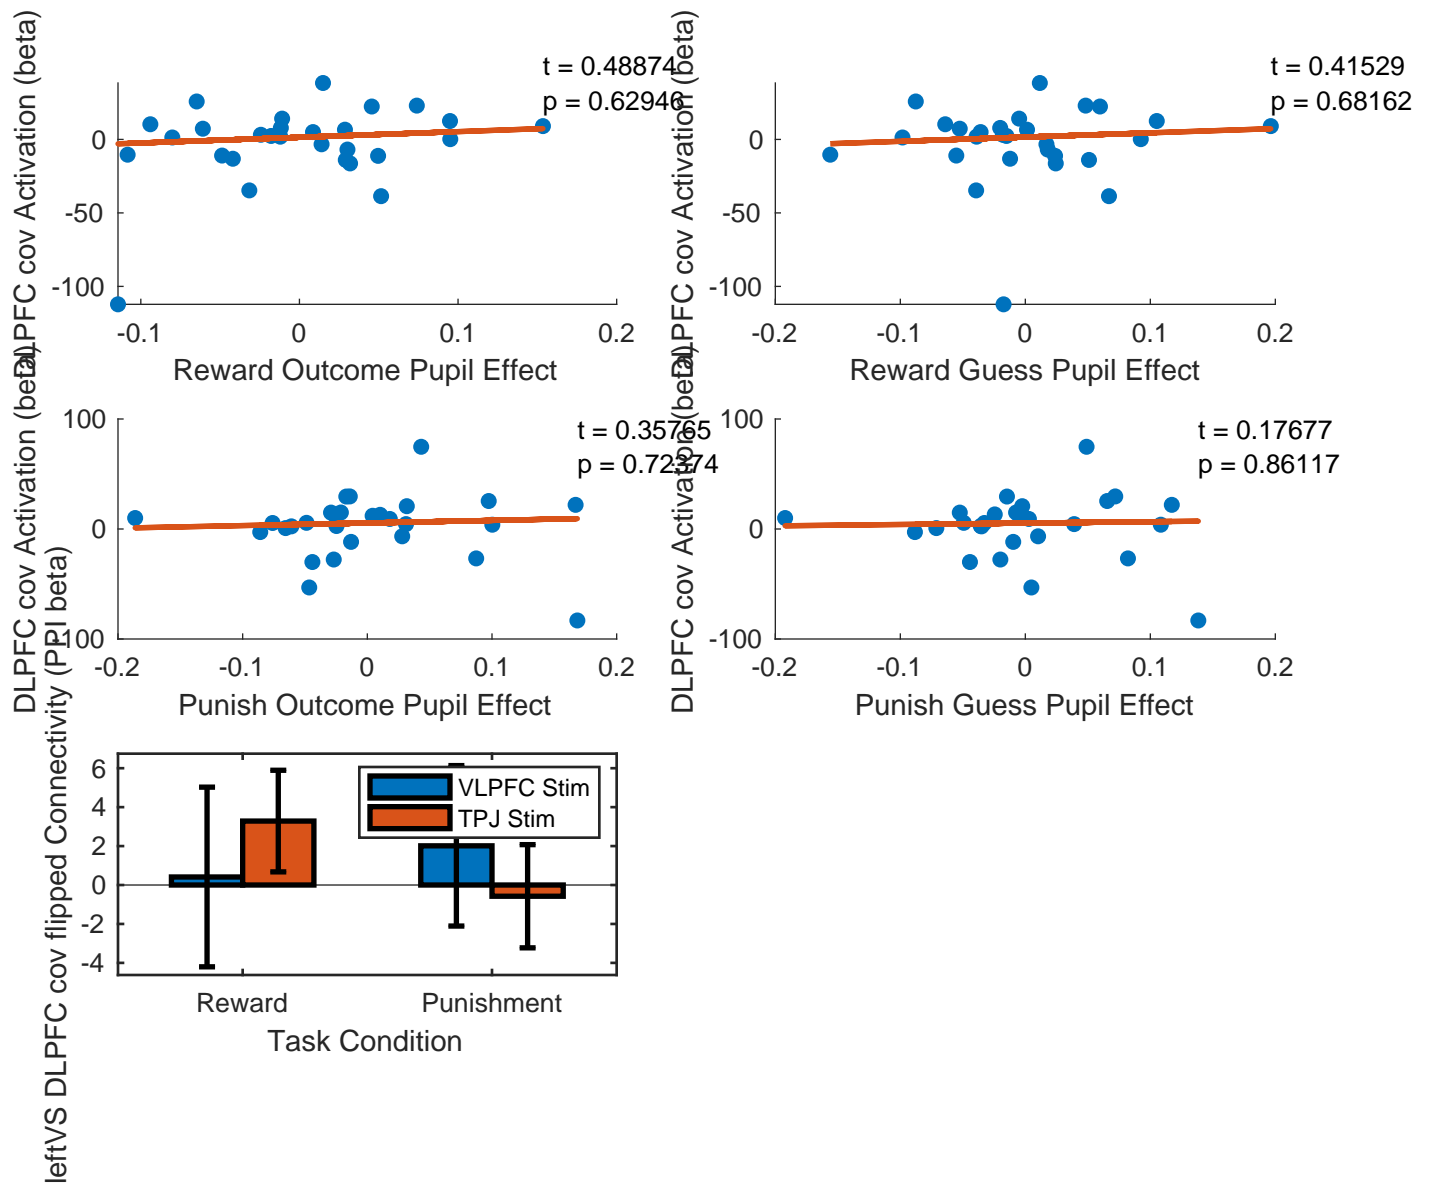 DLPFC cov Activation (beta)
0
-50
-100
-0.1
0
0.1
0.2
Reward Outcome Pupil Effect
t = 0.48874
p = 0.62946
DLPFC cov Activation (beta)
0
-50
-100
-0.2
-0.1
0
0.1
0.2
Reward Guess Pupil Effect
t = 0.41529
p = 0.68162
DLPFC cov Activation (beta)
100
0
-100
-0.2
-0.1
0
0.1
0.2
Punish Outcome Pupil Effect
t = 0.35765
p = 0.72374
DLPFC cov Activation (beta)
100
0
-100
-0.2
-0.1
0
0.1
0.2
Punish Guess Pupil Effect
t = 0.17677
p = 0.86117
leftVS DLPFC cov flipped Connectivity (PPI beta)
6
4
2
0
-2
-4
VLPFC Stim
TPJ Stim
Reward
Punishment
Task Condition